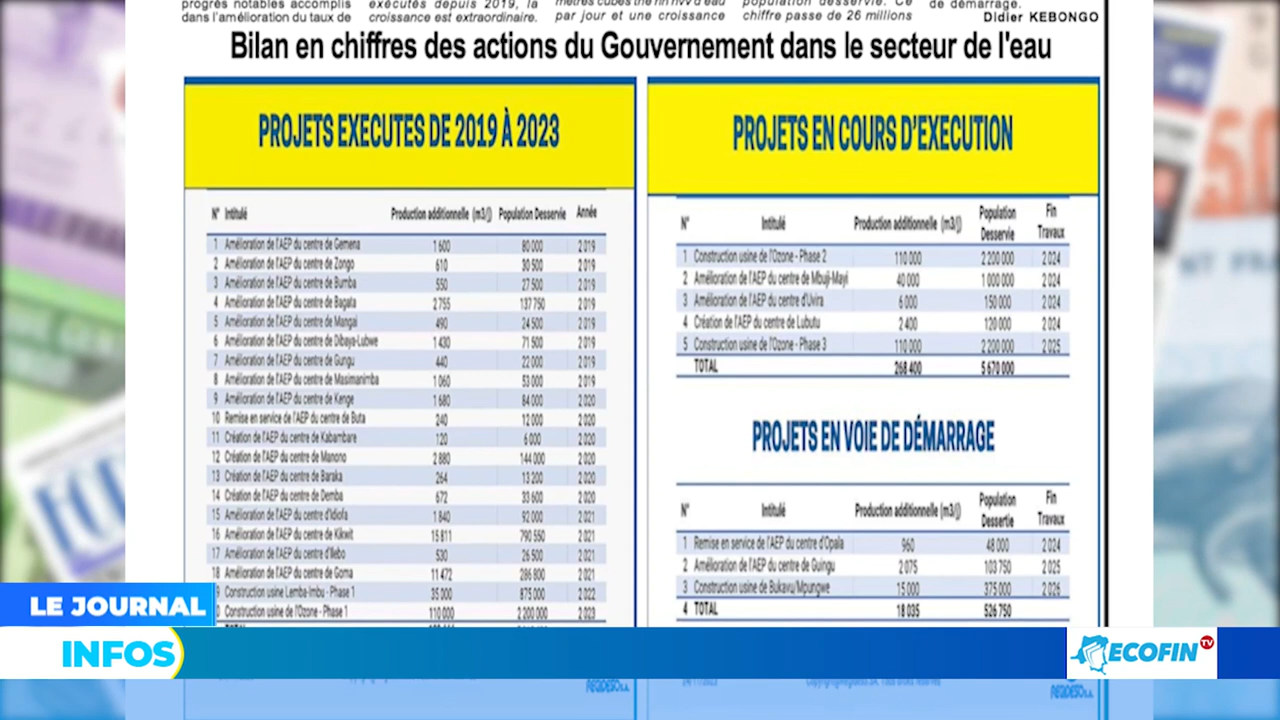 progrès notables accomplis
dans l'amélioration du taux de
exécutés depuis 2019, la
croissance est extraordinaire.
par jour et une croissance
chiffre passe de 26 millions
de démarrage.
Didier KEBONGO
Bilan en chiffres des actions du Gouvernement dans le secteur de l'eau
PROJETS EXECUTES DE 2019 À 2023
N° Intitulé Production additionnelle (m3/j) Population Desservie Année
1 Amélioration de l'AEP du centre de Gemena 1 600 80 000 2 019
2 Amélioration de l'AEP du centre de Zongo 610 30 500 2 019
3 Amélioration de l'AEP du centre de Bumba 550 27 500 2 019
4 Amélioration de l'AEP du centre de Bagata 2 755 137 750 2 019
5 Amélioration de l'AEP du centre de Mangai 490 24 500 2 019
6 Amélioration de l'AEP du centre de Dibaya-Lubwe 1 430 71 500 2 019
7 Amélioration de l'AEP du centre de Gungu 440 22 000 2 019
8 Amélioration de l'AEP du centre de Masimanimba 1 060 53 000 2 019
9 Amélioration de l'AEP du centre de Kenge 1 680 84 000 2 020
10 Remise en service de l'AEP du centre de Buta 240 12 000 2 020
11 Création de l'AEP du centre de Kabambare 120 6 000 2 020
12 Création de l'AEP du centre de Manono 2 880 144 000 2 020
13 Création de l'AEP du centre de Baraka 264 13 200 2 020
14 Création de l'AEP du centre de Demba 672 33 600 2 020
15 Amélioration de l'AEP du centre d'Idiofa 1 840 92 000 2 021
16 Amélioration de l'AEP du centre de Kikwit 15 811 790 550 2 021
17 Amélioration de l'AEP du centre d'Ilebo 530 26 500 2 021
18 Amélioration de l'AEP du centre de Goma 11 472 286 800 2 021
9 Construction usine Lemba-Imbu - Phase 1 35 000 875 000 2 022
0 Construction usine de l'Ozone - Phase 1 110 000 2 200 000 2 023
PROJETS EN COURS D'EXECUTION
N° Intitulé Production additionnelle (m3/j) Population Desservie Fin Travaux
1 Construction usine de l'Ozone - Phase 2 110 000 2 200 000 2 024
2 Amélioration de l'AEP du centre de Mbuji-Mayi 40 000 1 000 000 2 024
3 Amélioration de l'AEP du centre d'Uvira 6 000 150 000 2 024
4 Création de l'AEP du centre de Lubutu 2 400 120 000 2 024
5 Construction usine de l'Ozone - Phase 3 110 000 2 200 000 2 025
TOTAL 268 400 5 670 000
PROJETS EN VOIE DE DÉMARRAGE
N° Intitulé Production additionnelle (m3/j) Population Dessertie Fin Travaux
1 Remise en service de l'AEP du centre d'Opala 960 48 000 2 024
2 Amélioration de l'AEP du centre de Guingu 2 075 103 750 2 025
3 Construction usine de Bukavu/Mpungwe 15 000 375 000 2 026
4 TOTAL 18 035 526 750
LE JOURNAL
INFOS
ECOFIN TV